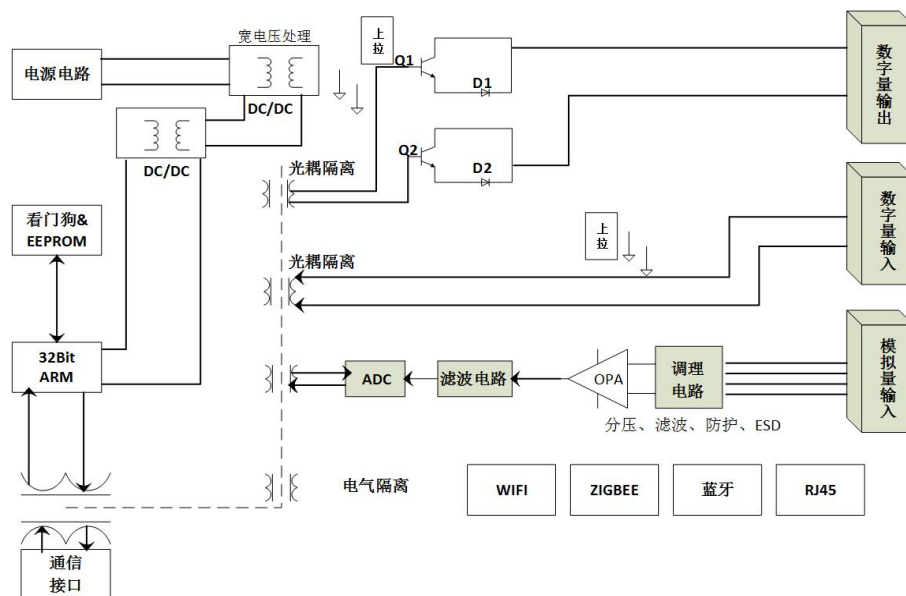 宽电压处理
电源电路
DC/DC
DC/DC
上
拉
Q1
D1
数
字
量
输
出
Q2
D2
光耦隔离
看门狗&
EEPROM
上
拉
数
字
量
输
入
光耦隔离
32Bit
ARM
ADC
滤波电路
OPA
调理
电路
模
拟
量
输
入
分压、滤波、防护、ESD
电气隔离
WIFI
ZIGBEE
蓝牙
RJ45
通信
接口